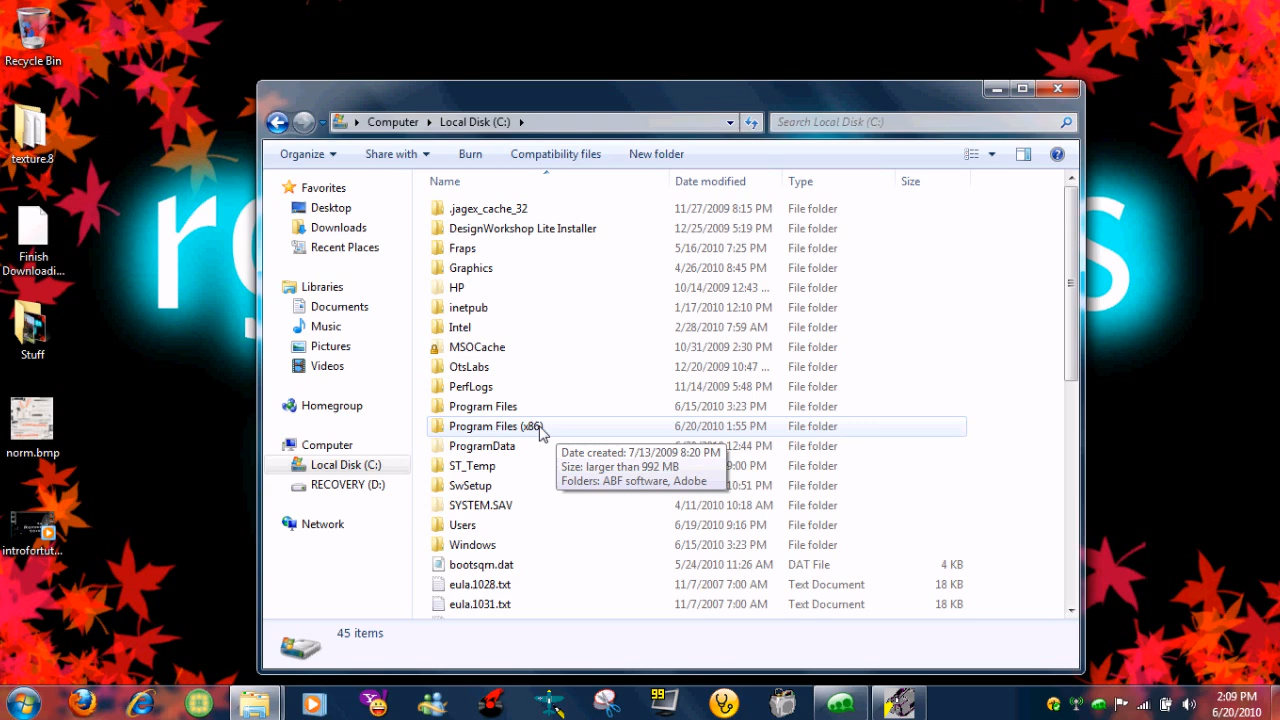 Recycle Bin
texture.8
Finish
Downloadi...
Stuff
norm.bmp
introfortut...
Computer
Local Disk (C:)
Search Local Disk (C:)
Organize
Share with
Burn
Compatibility files
New folder
Favorites
Desktop
Downloads
Recent Places
Libraries
Documents
Music
Pictures
Videos
Homegroup
Computer
Local Disk (C:)
RECOVERY (D:)
Network
Name Date modified Type Size
.jagex_cache_32 11/27/2009 8:15 PM File folder
DesignWorkshop Lite Installer 12/25/2009 5:19 PM File folder
Fraps 5/16/2010 7:25 PM File folder
Graphics 4/26/2010 8:45 PM File folder
HP 10/14/2009 12:43 ... File folder
inetpub 1/17/2010 12:10 PM File folder
Intel 2/28/2010 7:59 AM File folder
MSOCache 10/31/2009 2:30 PM File folder
OtsLabs 12/20/2009 10:47 ... File folder
PerfLogs 11/14/2009 5:48 PM File folder
Program Files 6/15/2010 3:23 PM File folder
Program Files (x86) 6/20/2010 1:55 PM File folder
ProgramData 12:44 PM File folder
ST_Temp 9:00 PM File folder
SwSetup 10:51 PM File folder
SYSTEM.SAV 4/11/2010 10:18 AM File folder
Users 6/19/2010 9:16 PM File folder
Windows 6/15/2010 3:23 PM File folder
bootsqm.dat 5/24/2010 11:26 AM DAT File 4 KB
eula.1028.txt 11/7/2007 7:00 AM Text Document 18 KB
eula.1031.txt 11/7/2007 7:00 AM Text Document 18 KB
Date created: 7/13/2009 8:20 PM
Size: larger than 992 MB
Folders: ABF software, Adobe
45 items
r
s
99
2:09 PM
6/20/2010